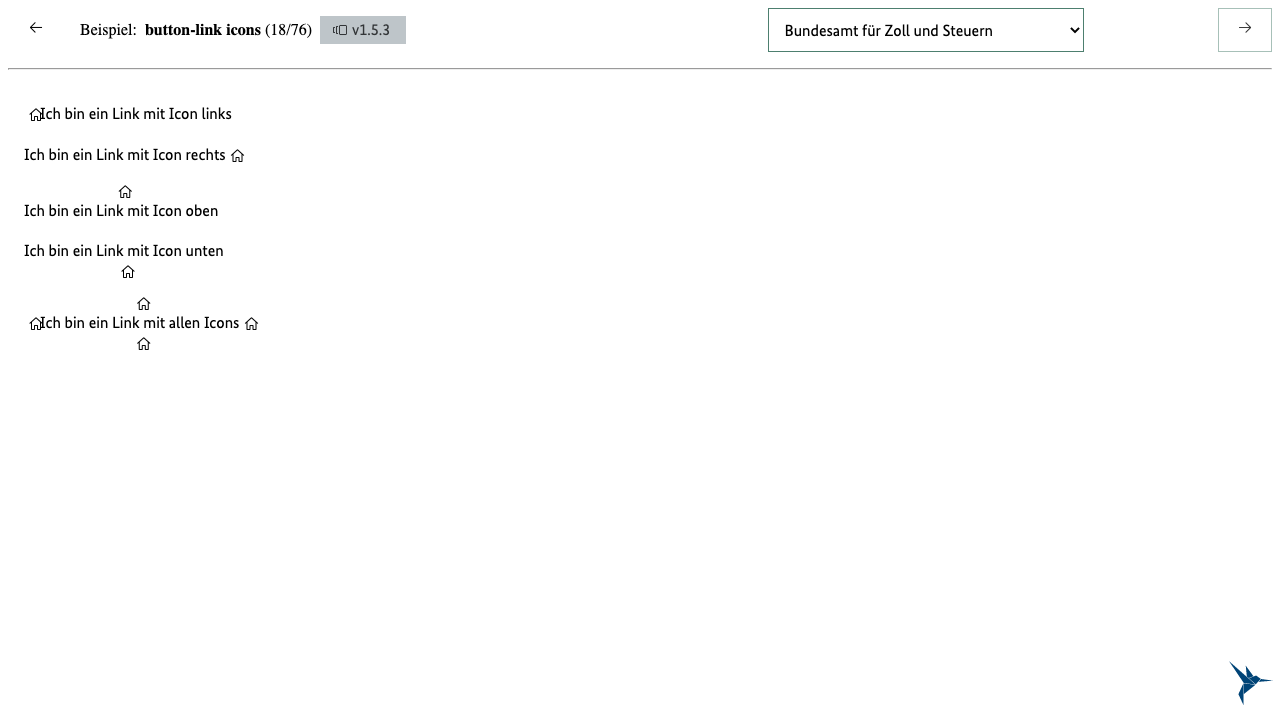 Beispiel: button-link icons (18/76) v1.5.3 Bundesamt für Zoll und Steuern
Ich bin ein Link mit Icon links
Ich bin ein Link mit Icon rechts
Ich bin ein Link mit Icon oben
Ich bin ein Link mit Icon unten
Ich bin ein Link mit allen Icons